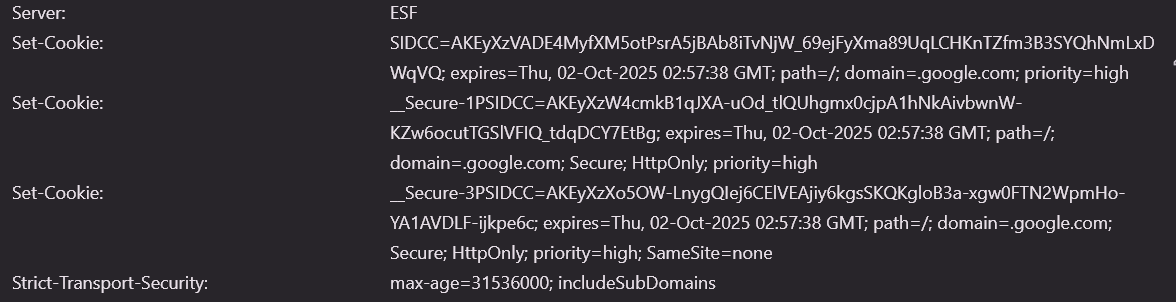 Server: ESF
Set-Cookie: SIDCC=AKEyXzVADE4MyfXM5otPsrA5jBAb8iTvNjW_69ejFyXma89UqLCHKnTZfm3B3SYQhNmLxD
WqVQ; expires=Thu, 02-Oct-2025 02:57:38 GMT; path=/; domain=.google.com; priority=high
Set-Cookie: __Secure-1PSIDCC=AKEyXzW4cmkB1qJXA-uOd_tlQUhgmx0cjpA1hNkAivbwnW-
KZw6ocutTGSlVFIQ_tdqDCY7EtBg; expires=Thu, 02-Oct-2025 02:57:38 GMT; path=/;
domain=.google.com; Secure; HttpOnly; priority=high
Set-Cookie: __Secure-3PSIDCC=AKEyXzXo5OW-LnygQIej6CElVEAjiy6kgsSKQKgloB3a-xgw0FTN2WpmHo-
YA1AVDLF-ijkpe6c; expires=Thu, 02-Oct-2025 02:57:38 GMT; path=/; domain=.google.com;
Secure; HttpOnly; priority=high; SameSite=none
Strict-Transport-Security: max-age=31536000; includeSubDomains